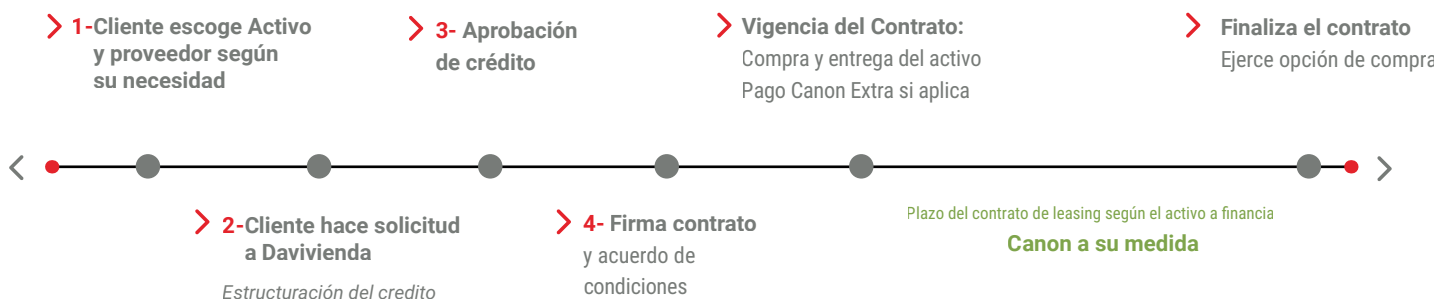 1-Cliente escoge Activo
y proveedor según
su necesidad
2-Cliente hace solicitud
a Davivienda
Estructuración del credito
3- Aprobación
de crédito
4- Firma contrato
y acuerdo de
condiciones
Vigencia del Contrato:
Compra y entrega del activo
Pago Canon Extra si aplica
Plazo del contrato de leasing según el activo a financia
Canon a su medida
Finaliza el contrato
Ejerce opción de compra